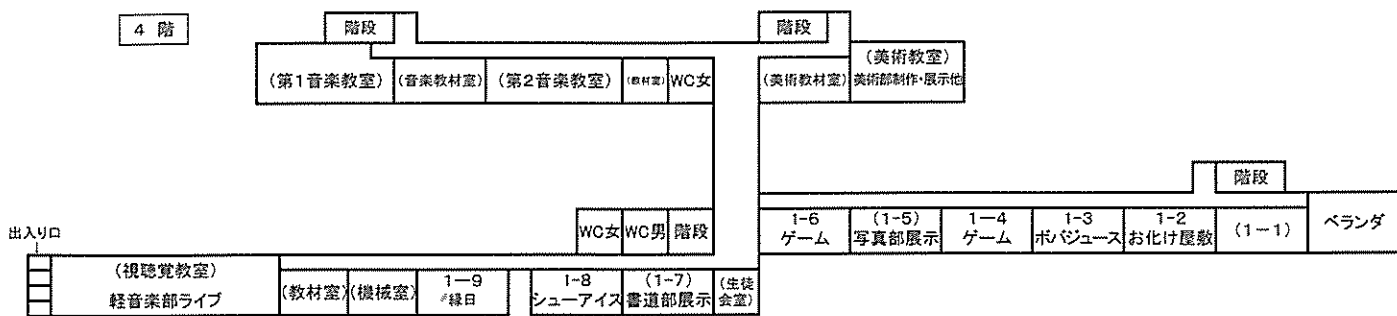 4 階
階段
階段
(第1音楽教室)
(音楽教材室)
(第2音楽教室)
(教材室)
WC女
(美術教材室)
(美術教室)
美術部制作・展示他
階段
WC女
WC男
階段
1-6
ゲーム
(1-5)
写真部展示
1-4
ゲーム
1-3
ポパジュース
1-2
お化け屋敷
(1-1)
ベランダ
出入り口
(視聴覚教室)
軽音楽部ライブ
(教材室)
(機械室)
1-9
縁日
1-8
シューアイス
(1-7)
書道部展示
(生徒
会室)